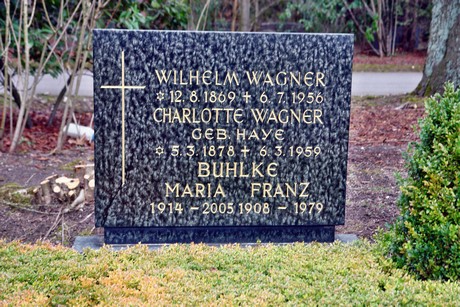 WILHELM WAGNER
* 12. 8. 1869 + 6. 7. 1956
CHARLOTTE WAGNER
GEB. HAYE
* 5. 3. 1878 + 6. 3. 1959
BUHLKE
MARIA FRANZ
1914 - 2005 1908 - 1979